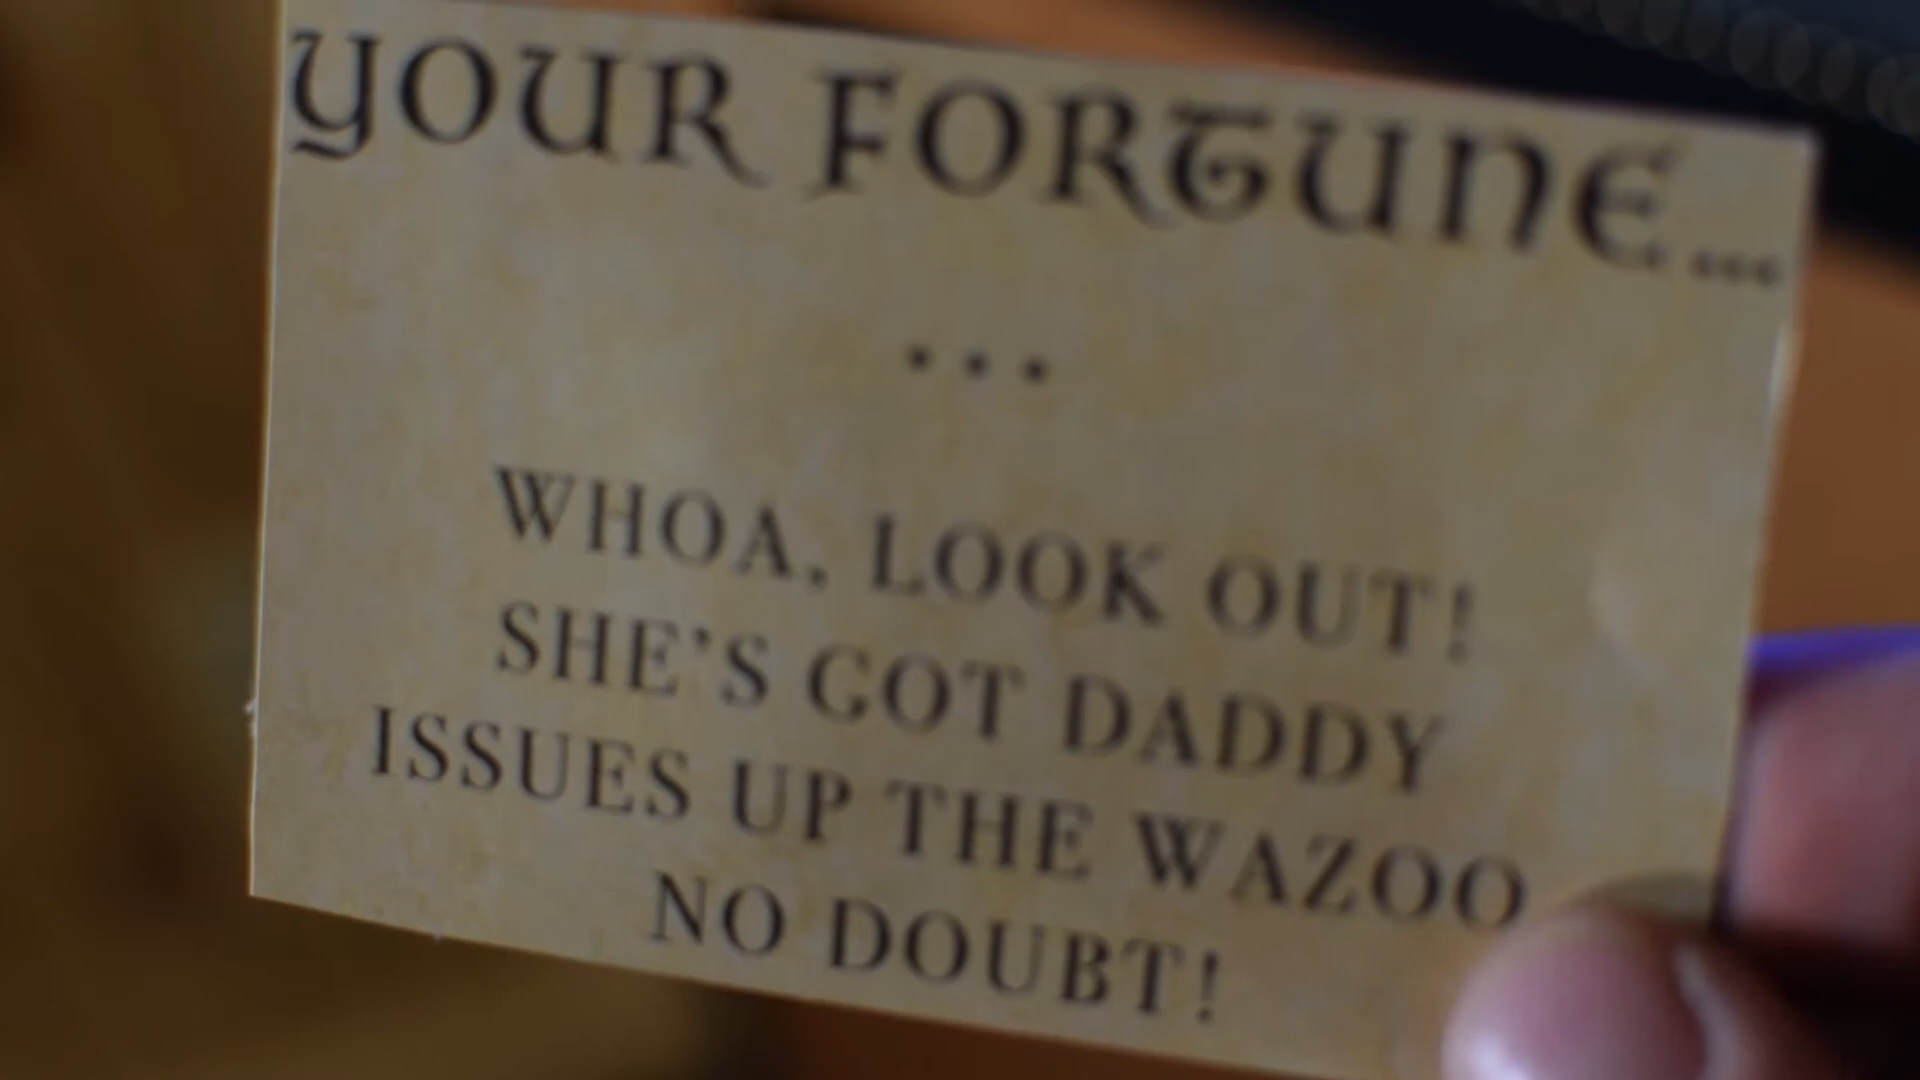 YOUR FORTUNE...
...
WHOA, LOOK OUT!
SHE'S GOT DADDY
ISSUES UP THE WAZOO
NO DOUBT!